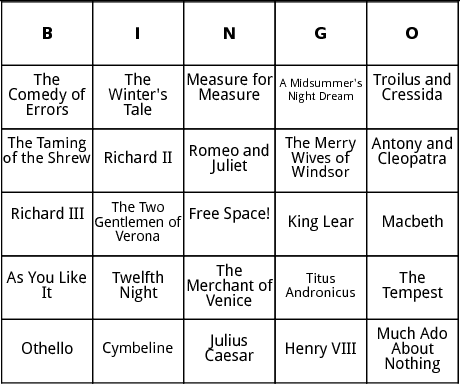 B I N G O
The Comedy of Errors
The Winter's Tale
Measure for Measure
A Midsummer's Night Dream
Troilus and Cressida
The Taming of the Shrew
Richard II
Romeo and Juliet
The Merry Wives of Windsor
Antony and Cleopatra
Richard III
The Two Gentlemen of Verona
Free Space!
King Lear
Macbeth
As You Like It
Twelfth Night
The Merchant of Venice
Titus Andronicus
The Tempest
Othello
Cymbeline
Julius Caesar
Henry VIII
Much Ado About Nothing